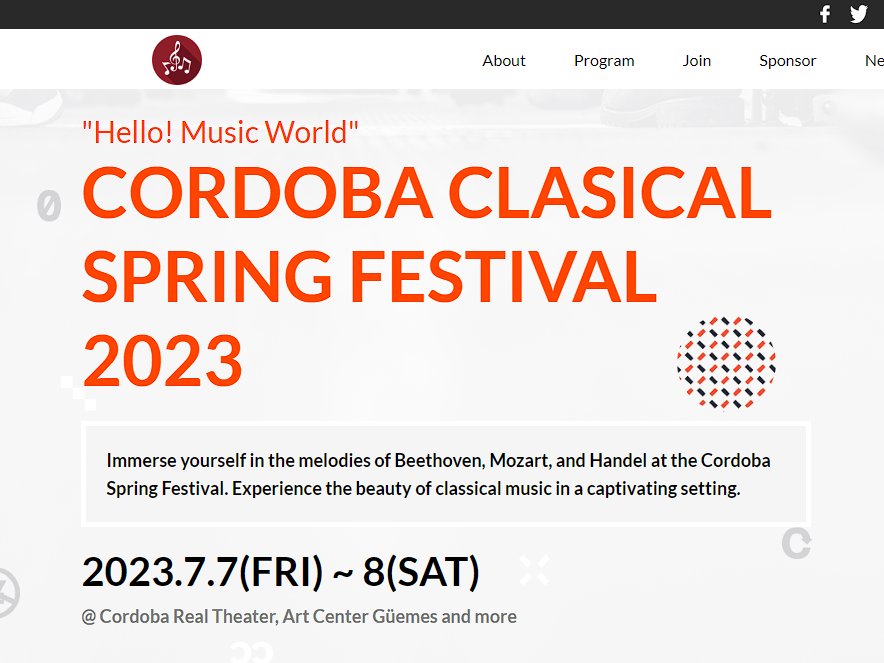 About Program Join Sponsor Ne
"Hello! Music World"
CORDOBA CLASICAL
SPRING FESTIVAL
2023
Immerse yourself in the melodies of Beethoven, Mozart, and Handel at the Cordoba
Spring Festival. Experience the beauty of classical music in a captivating setting.
2023.7.7(FRI) ~ 8(SAT)
@ Cordoba Real Theater, Art Center Güemes and more